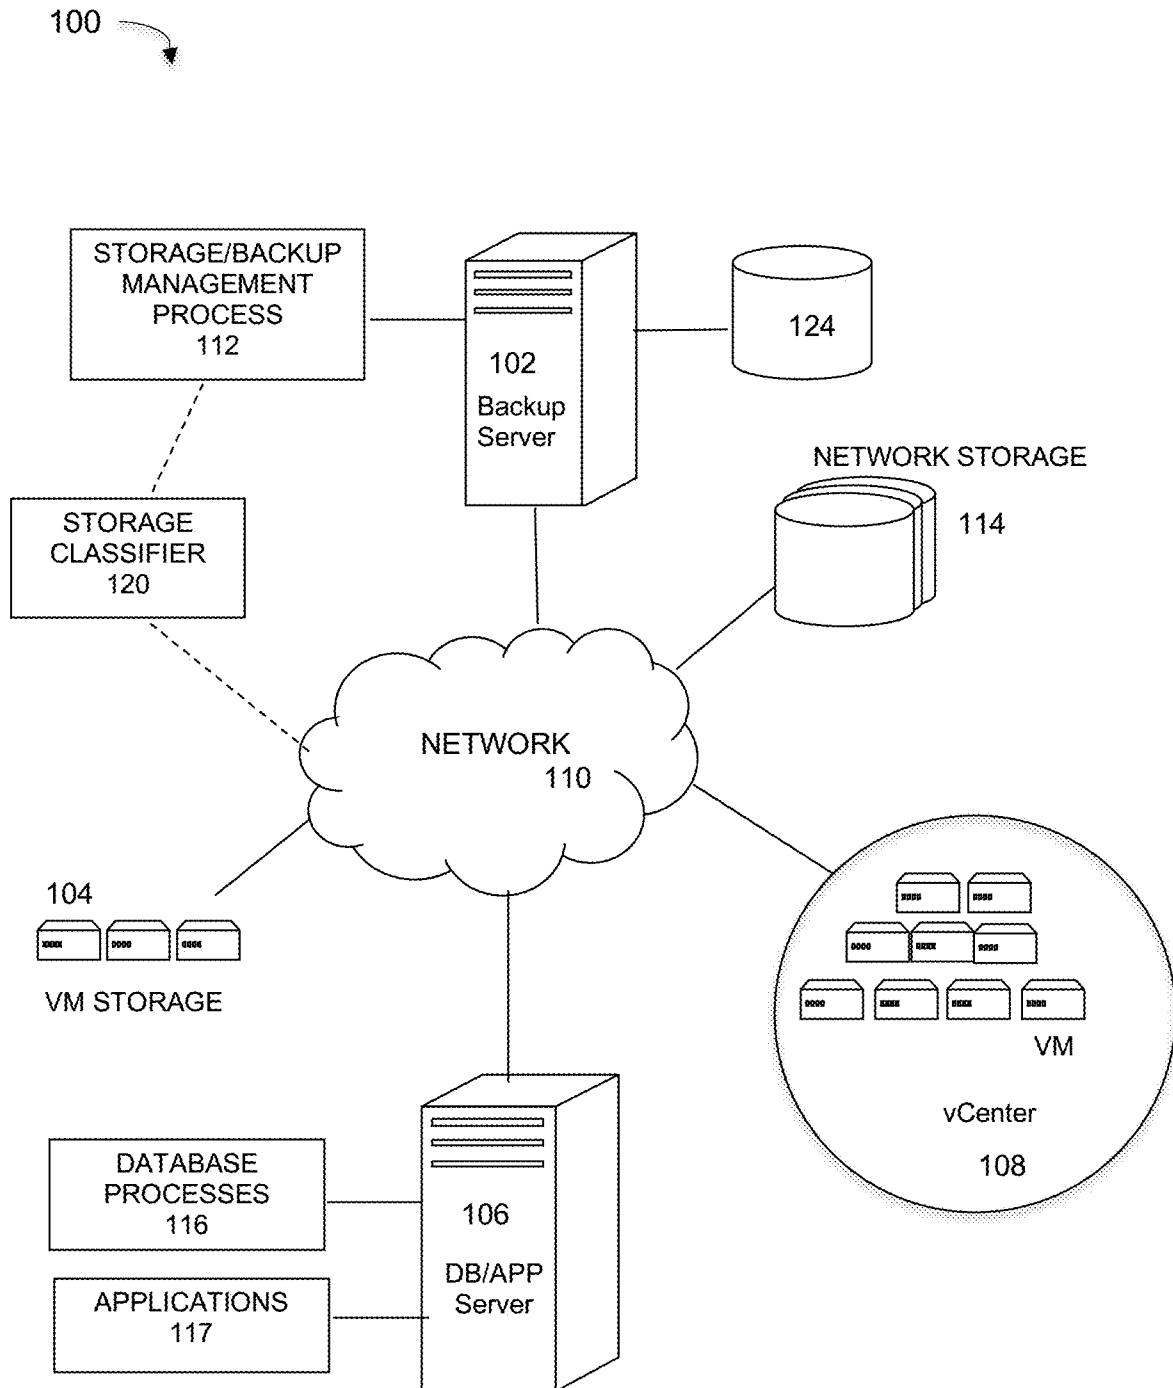 100
STORAGE/BACKUP
MANAGEMENT
PROCESS
112
102
Backup
Server
124
NETWORK STORAGE
114
STORAGE
CLASSIFIER
120
NETWORK
110
104
VM STORAGE
VM
vCenter
108
DATABASE
PROCESSES
116
106
DB/APP
Server
APPLICATIONS
117